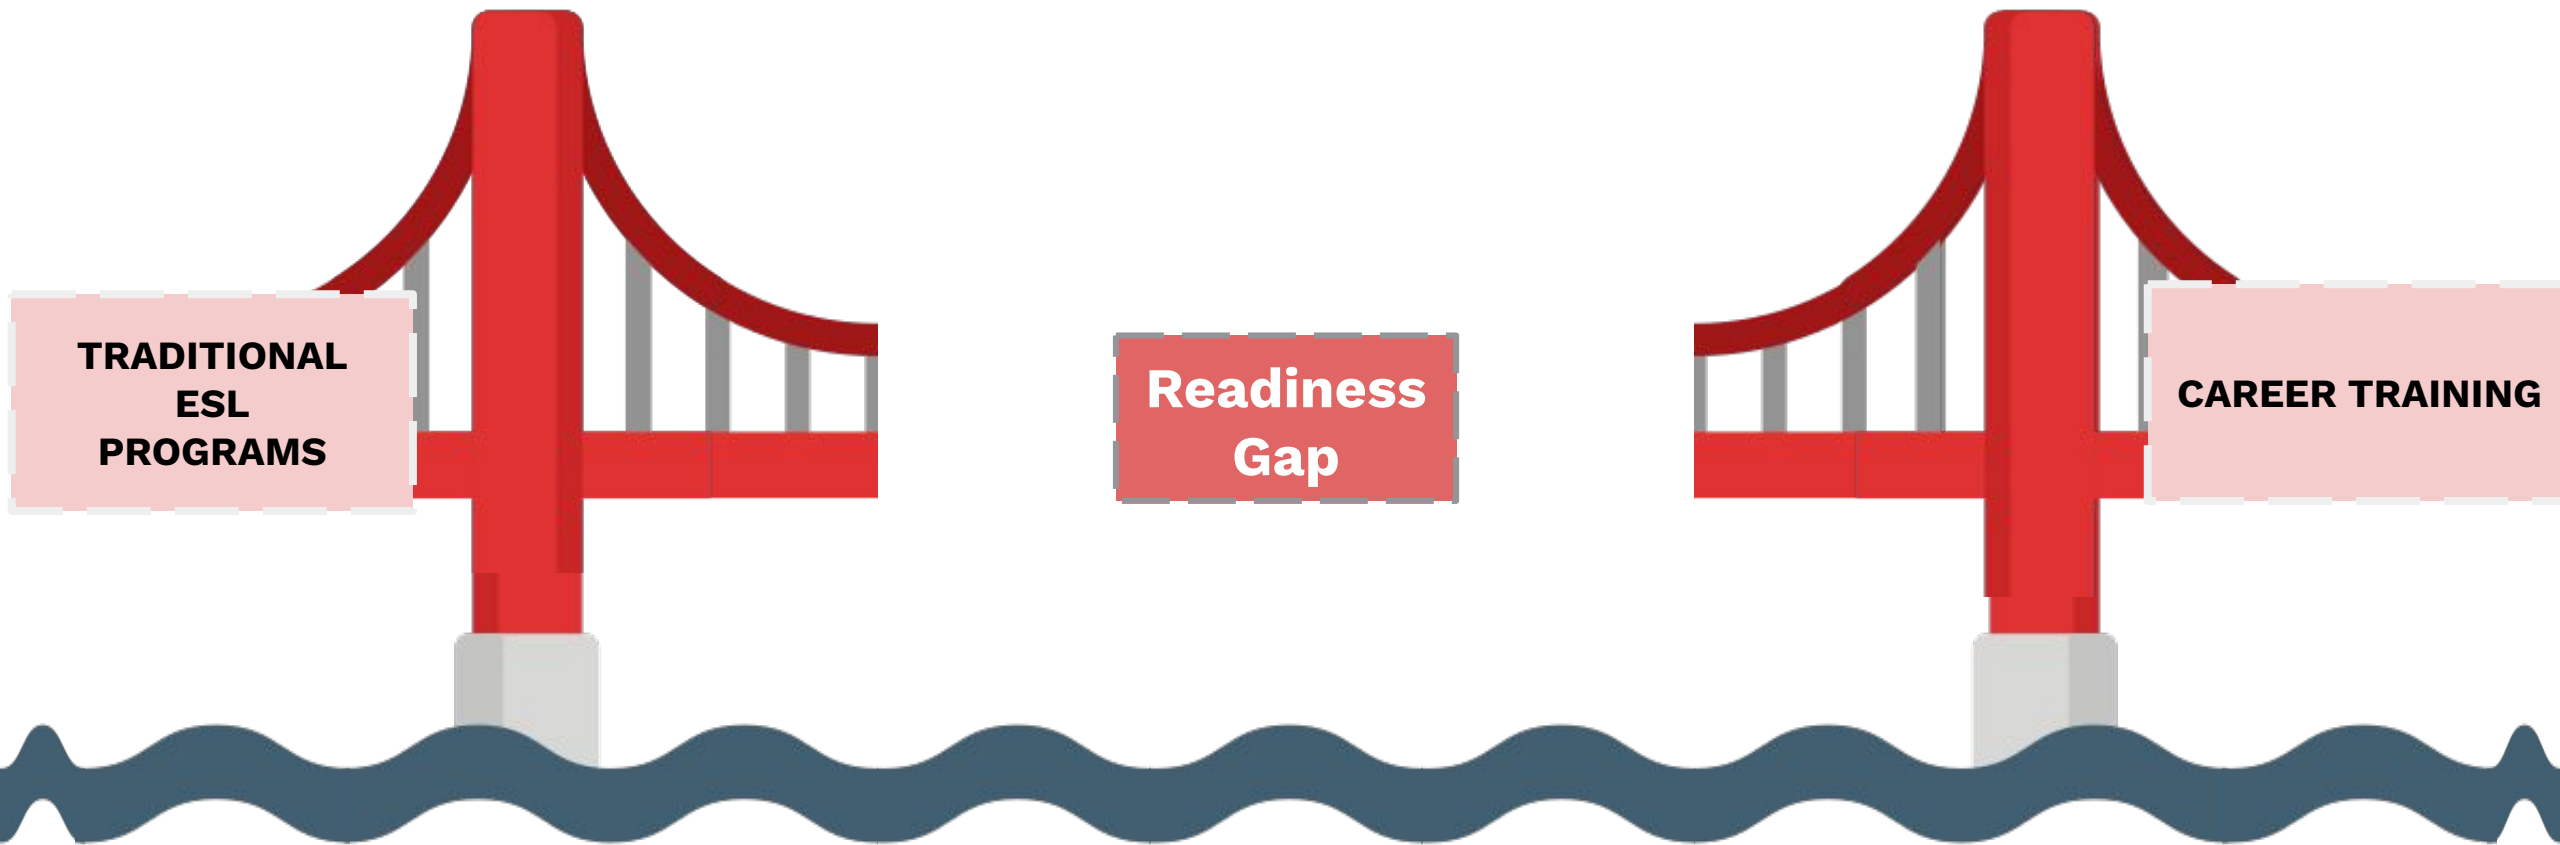 TRADITIONAL
ESL
PROGRAMS
Readiness
Gap
CAREER TRAINING